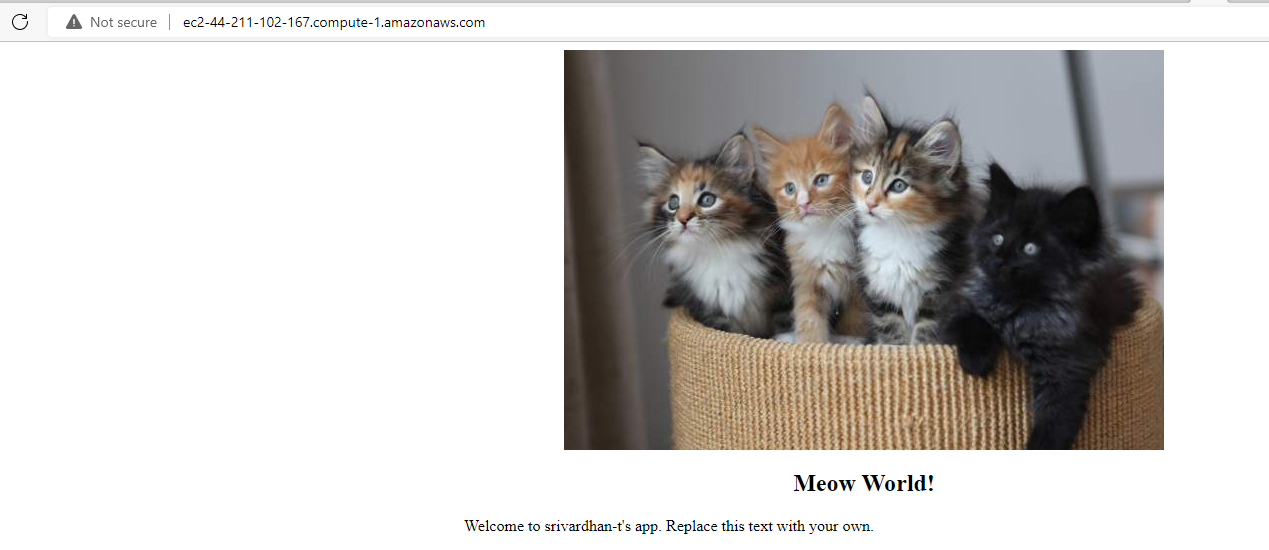 Not secure ec2-44-211-102-167.compute-1.amazonaws.com
Meow World!
Welcome to srivardhan-t's app. Replace this text with your own.